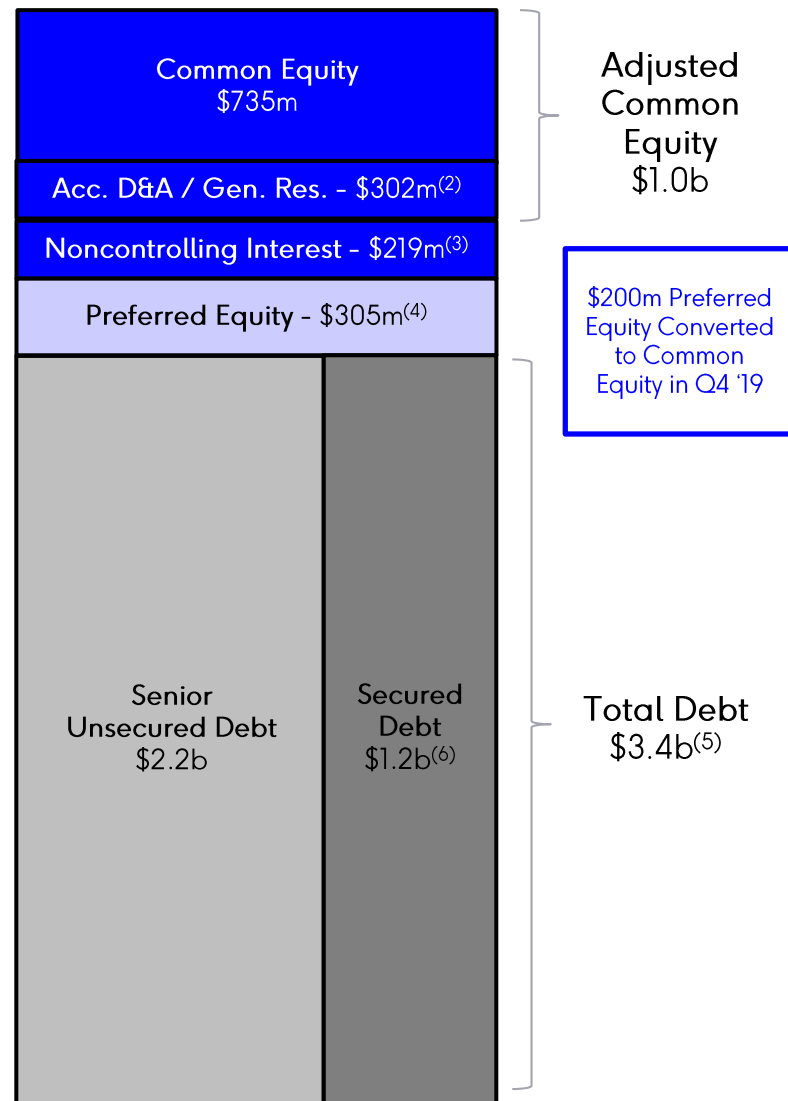 Common Equity
$735m
Adjusted
Common
Equity
$1.0b
Acc. D&A / Gen. Res. - $302m(2)
Noncontrolling Interest - $219m(3)
Preferred Equity - $305m(4)
$200m Preferred
Equity Converted
to Common
Equity in Q4 ‘19
Senior
Unsecured Debt
$2.2b
Secured
Debt
$1.2b(6)
Total Debt
$3.4b(5)